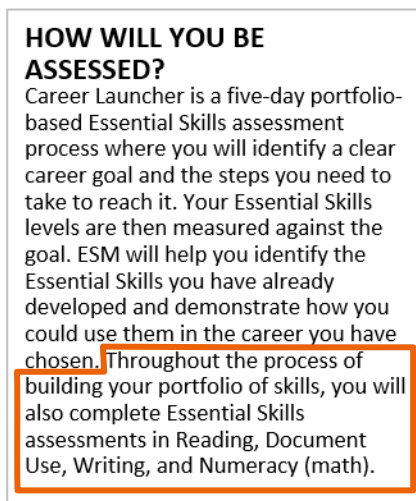 HOW WILL YOU BE
ASSESSED?
Career Launcher is a five-day portfolio-
based Essential Skills assessment
process where you will identify a clear
career goal and the steps you need to
take to reach it. Your Essential Skills
levels are then measured against the
goal. ESM will help you identify the
Essential Skills you have already
developed and demonstrate how you
could use them in the career you have
chosen. Throughout the process of
building your portfolio of skills, you will
also complete Essential Skills
assessments in Reading, Document
Use, Writing, and Numeracy (math).